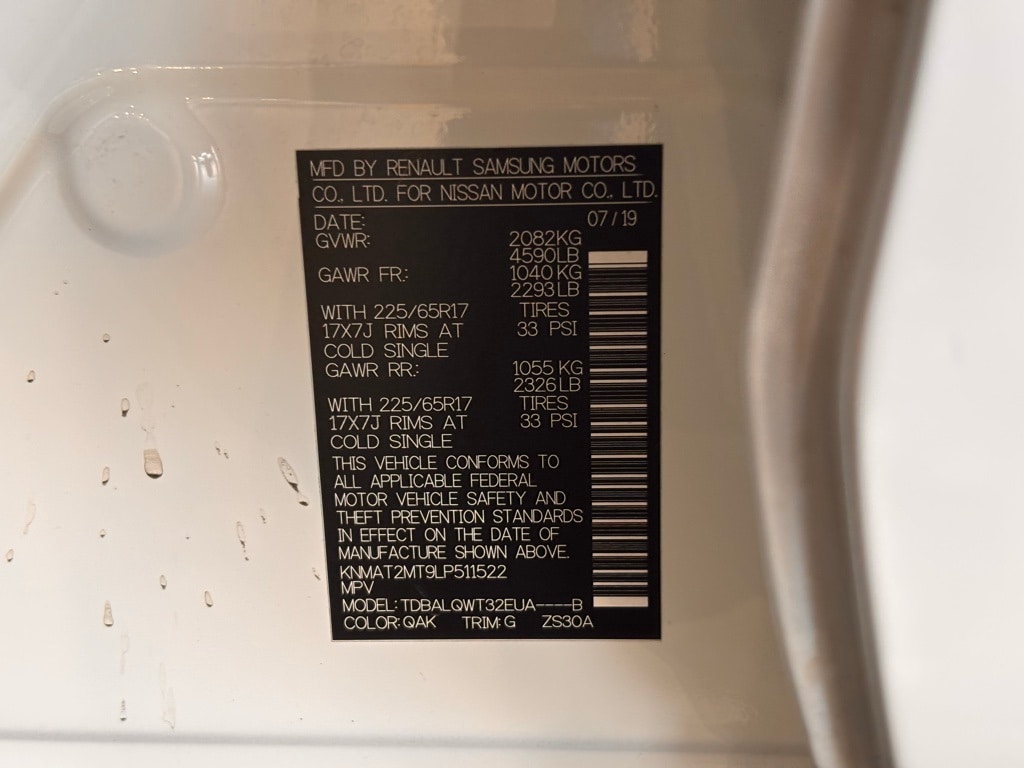 MFD BY RENAULT SAMSUNG MOTORS
CO., LTD. FOR NISSAN MOTOR CO., LTD.
DATE: 07/19
GVWR: 2082KG
4590LB
GAWR FR.: 1040KG
2293LB
WITH 225/65R17 TIRES
17X7J RIMS AT 33 PSI
COLD SINGLE
GAWR RR.: 1055KG
2326LB
WITH 225/65R17 TIRES
17X7J RIMS AT 33 PSI
COLD SINGLE
THIS VEHICLE CONFORMS TO
ALL APPLICABLE FEDERAL
MOTOR VEHICLE SAFETY AND
THEFT PREVENTION STANDARDS
IN EFFECT ON THE DATE OF
MANUFACTURE SHOWN ABOVE.
KNMAT2MT9LP511522
MPV
MODEL: TDBALQWT32EUA----B
COLOR: QAK TRIM: G ZS30A